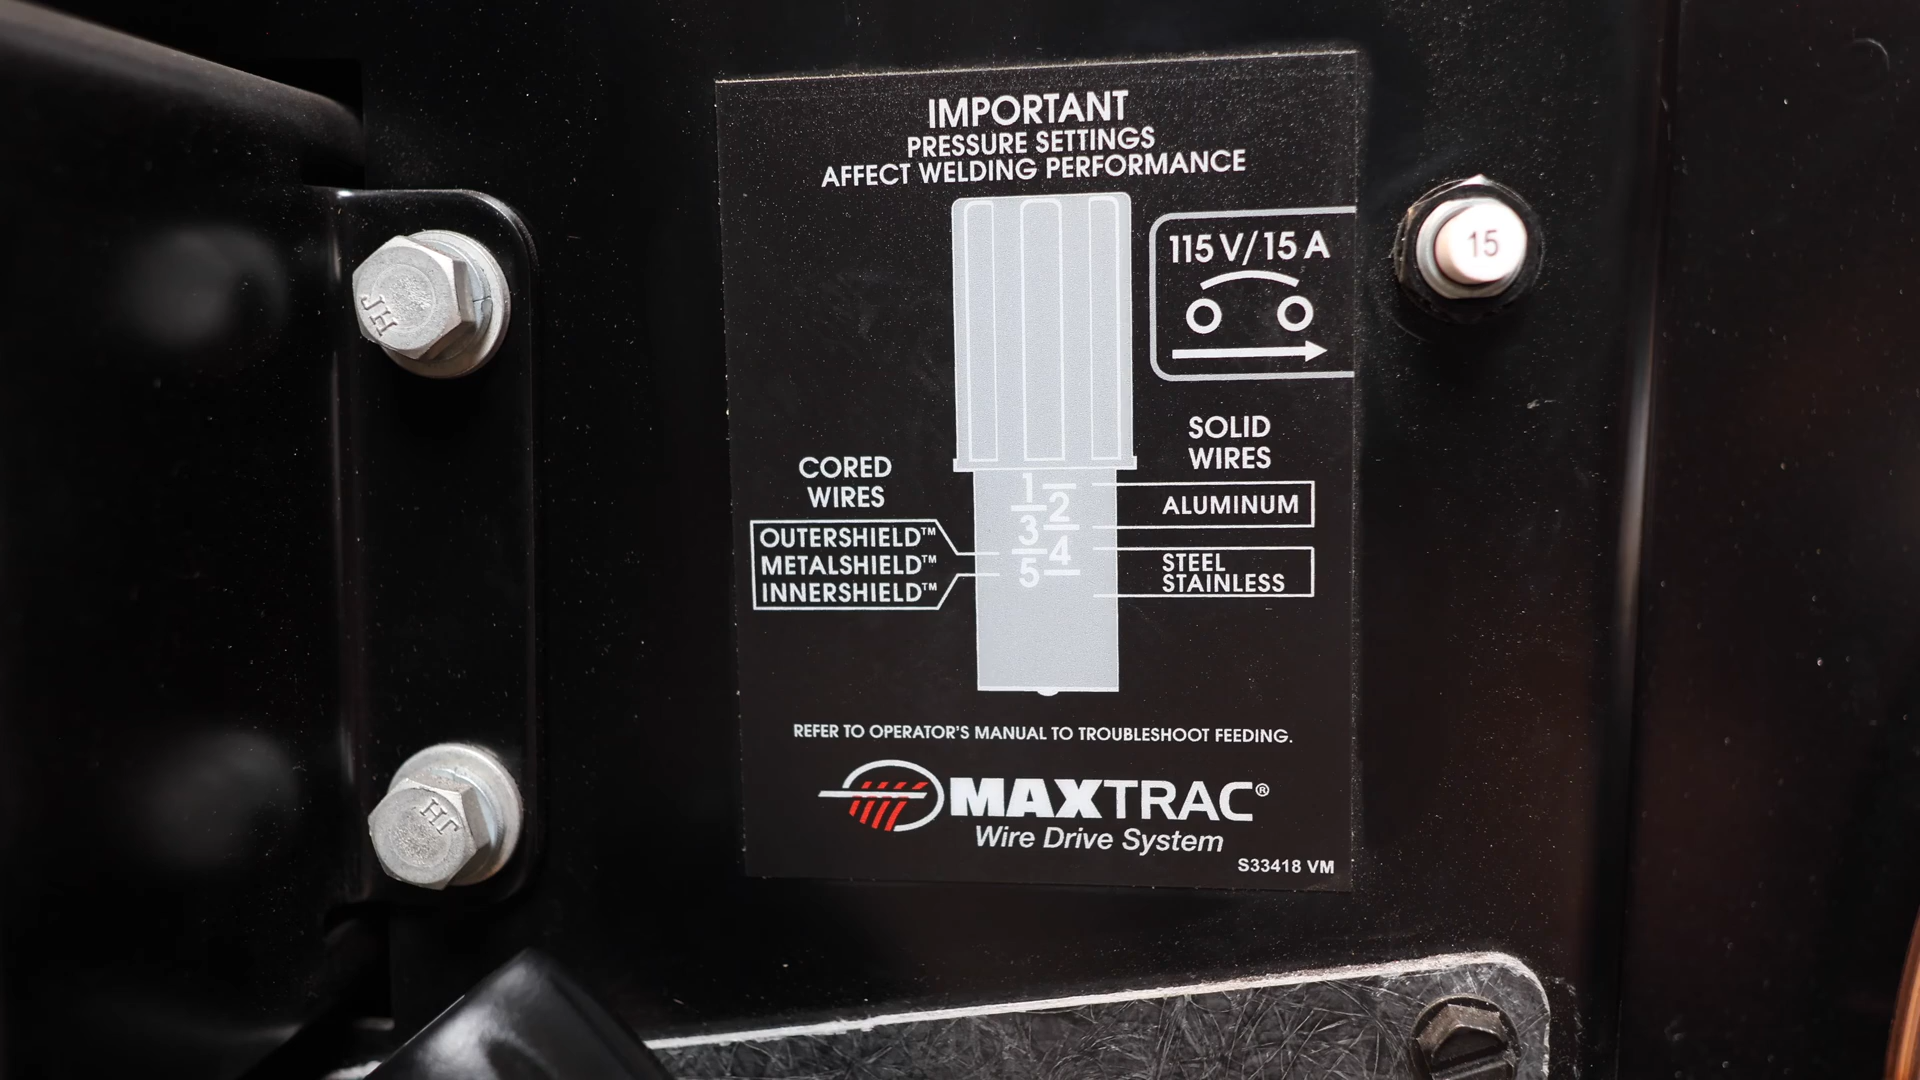 IMPORTANT
PRESSURE SETTINGS
AFFECT WELDING PERFORMANCE
115 V/15 A
15
SOLID
WIRES
CORED
WIRES
1
2
3
4
5
ALUMINUM
OUTERSHIELD™
METALSHIELD™
INNERSHIELD™
STEEL
STAINLESS
REFER TO OPERATOR'S MANUAL TO TROUBLESHOOT FEEDING.
MAXTRAC®
Wire Drive System
S33418 VM
JH
JH